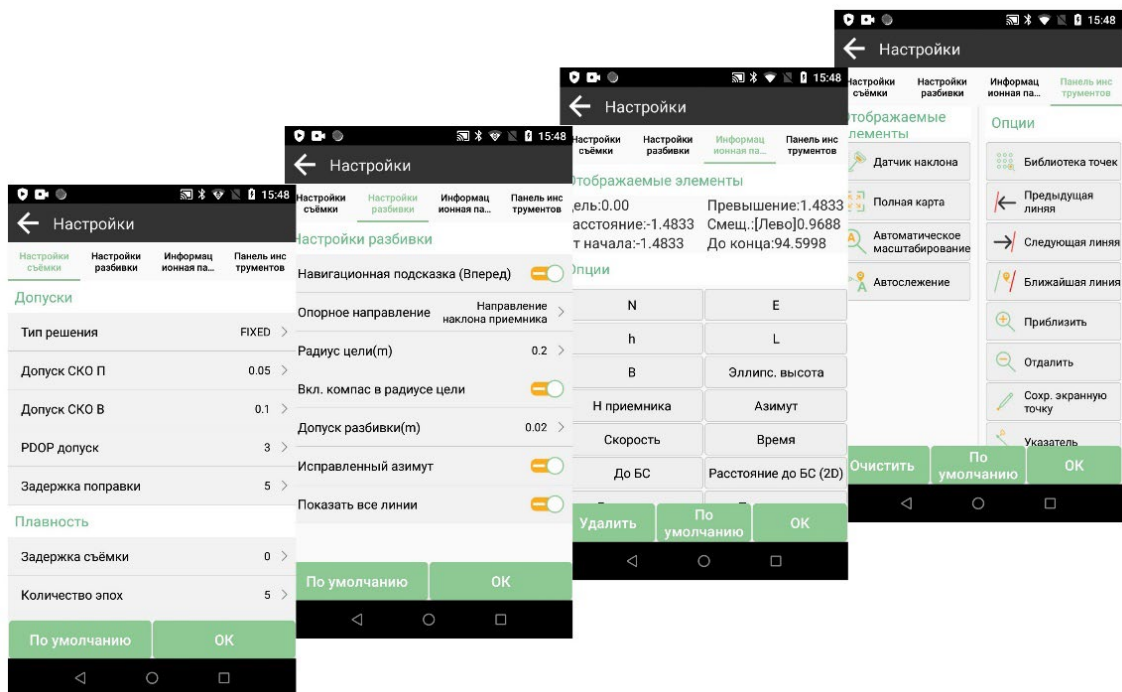 15:48
Настройки
Настройки съёмки
Настройки разбивки
Информац ионная па...
Панель инс трументов
Допуски
Тип решения FIXED
Допуск СКО П 0.05
Допуск СКО В 0.1
PDOP допуск 3
Задержка поправки 5
Плавность
Задержка съёмки 0
Количество эпох 5
По умолчанию OK
15:48
Настройки
Настройки съёмки
Настройки разбивки
Информац ионная па...
Панель инс трументов
Настройки разбивки
Навигационная подсказка (Вперед)
Опорное направление Направление наклона приемника
Радиус цели(m) 0.2
Вкл. компас в радиусе цели
Допуск разбивки(m) 0.02
Исправленный азимут
Показать все линии
По умолчанию OK
15:48
Настройки
Настройки съёмки
Настройки разбивки
Информац ионная па...
Панель инс трументов
Отображаемые элементы
ель:0.00 Превышение:1.4833
асстояние:-1.4833 Смещ.:[Лево]0.9688
т начала:-1.4833 До конца:94.5998
Опции
N E
h L
B Эллипс. высота
H приемника Азимут
Скорость Время
До БС Расстояние до БС (2D)
Удалить По умолчанию OK
15:48
Настройки
Настройки съёмки
Настройки разбивки
Информац ионная па...
Панель инс трументов
Отображаемые элементы
Датчик наклона
Полная карта
Автоматическое масштабирование
Автослежение
Опции
Библиотека точек
Предыдущая линия
Следующая линяя
Ближайшая линия
Приблизить
Отдалить
Сохр. экранную точку
Указатель
Очистить По умолчанию OK